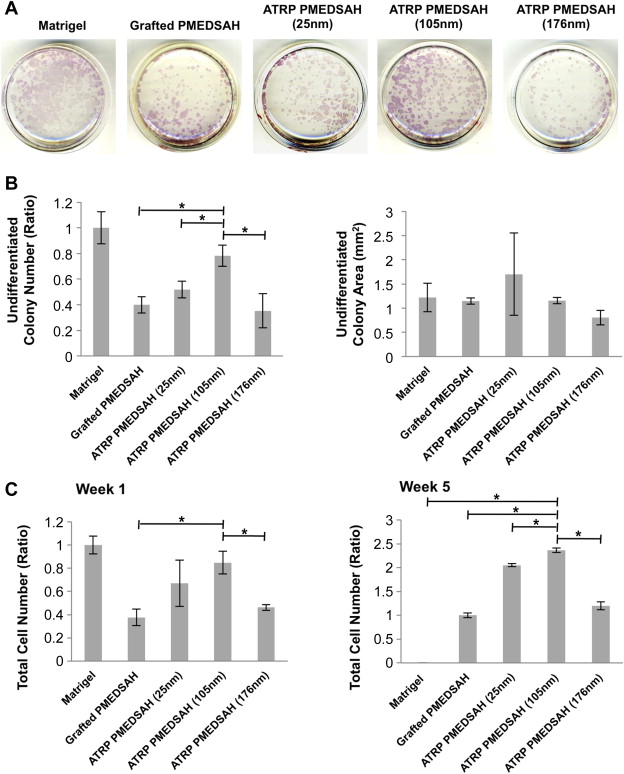 A
Matrigel
Grafted PMEDSAH
ATRP PMEDSAH
(25nm)
ATRP PMEDSAH
(105nm)
ATRP PMEDSAH
(176nm)
B
Undifferentiated
Colony Number (Ratio)
1.2
1
0.8
0.6
0.4
0.2
0
*
*
*
Matrigel
Grafted PMEDSAH
ATRP PMEDSAH (25nm)
ATRP PMEDSAH (105nm)
ATRP PMEDSAH (176nm)
Undifferentiated
Colony Area (mm²)
3
2.5
2
1.5
1
0.5
0
Matrigel
Grafted PMEDSAH
ATRP PMEDSAH (25nm)
ATRP PMEDSAH (105nm)
ATRP PMEDSAH (176nm)
C
Week 1
Total Cell Number (Ratio)
1.2
1
0.8
0.6
0.4
0.2
0
*
*
Matrigel
Grafted PMEDSAH
ATRP PMEDSAH (25nm)
ATRP PMEDSAH (105nm)
ATRP PMEDSAH (176nm)
Week 5
Total Cell Number (Ratio)
2.5
2
1.5
1
0.5
0
*
*
*
*
Matrigel
Grafted PMEDSAH
ATRP PMEDSAH (25nm)
ATRP PMEDSAH (105nm)
ATRP PMEDSAH (176nm)